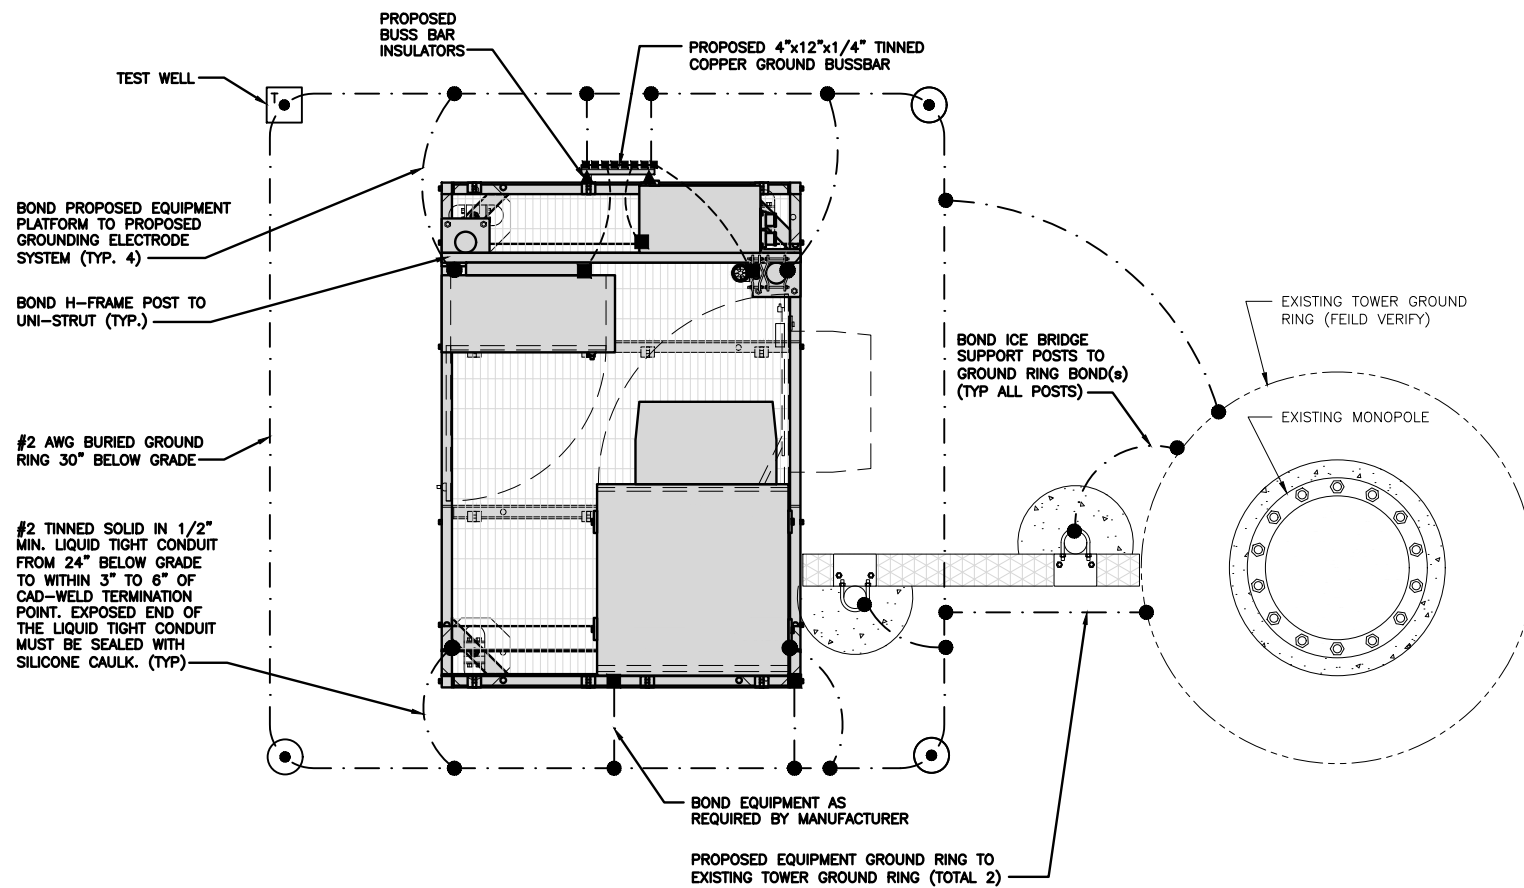 PROPOSED
BUSS BAR
INSULATORS
PROPOSED 4"x12"x1/4" TINNED
COPPER GROUND BUSSBAR
TEST WELL
T
BOND PROPOSED EQUIPMENT
PLATFORM TO PROPOSED
GROUNDING ELECTRODE
SYSTEM (TYP. 4)
BOND H-FRAME POST TO
UNI-STRUT (TYP.)
EXISTING TOWER GROUND
RING (FEILD VERIFY)
BOND ICE BRIDGE
SUPPORT POSTS TO
GROUND RING BOND(s)
(TYP ALL POSTS)
EXISTING MONOPOLE
#2 AWG BURIED GROUND
RING 30" BELOW GRADE
#2 TINNED SOLID IN 1/2"
MIN. LIQUID TIGHT CONDUIT
FROM 24" BELOW GRADE
TO WITHIN 3" TO 6" OF
CAD-WELD TERMINATION
POINT. EXPOSED END OF
THE LIQUID TIGHT CONDUIT
MUST BE SEALED WITH
SILICONE CAULK. (TYP)
BOND EQUIPMENT AS
REQUIRED BY MANUFACTURER
PROPOSED EQUIPMENT GROUND RING TO
EXISTING TOWER GROUND RING (TOTAL 2)